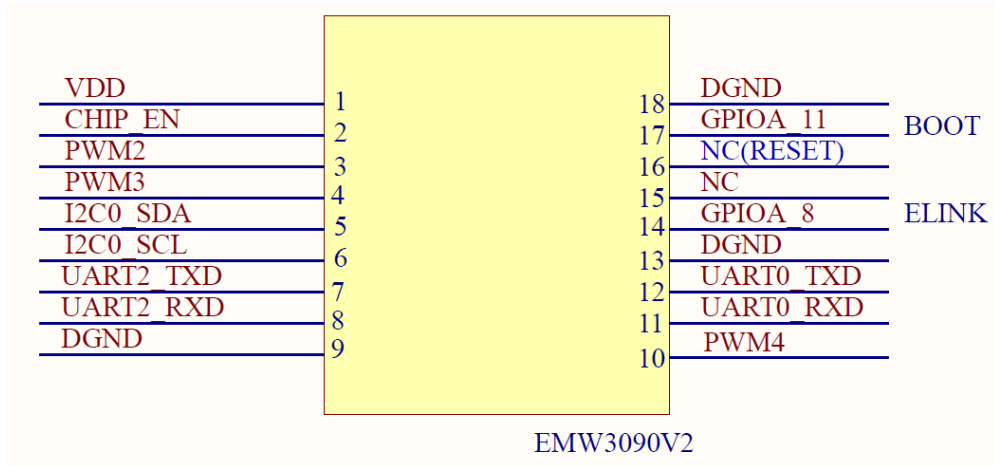 VDD 1
CHIP_EN 2
PWM2 3
PWM3 4
I2C0_SDA 5
I2C0_SCL 6
UART2_TXD 7
UART2_RXD 8
DGND 9
18 DGND
17 GPIOA_11 BOOT
16 NC(RESET)
15 NC
14 GPIOA_8 ELINK
13 DGND
12 UART0_TXD
11 UART0_RXD
10 PWM4
EMW3090V2